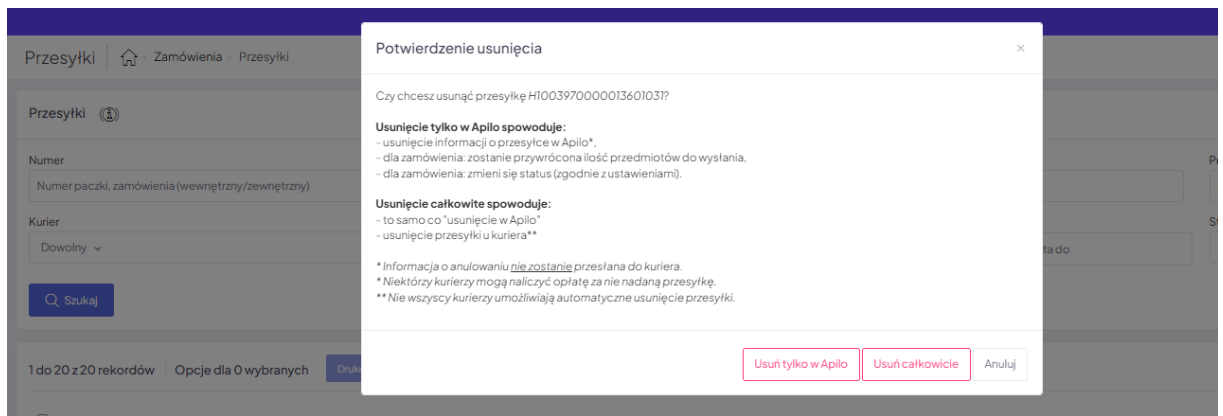 Potwierdzenie usunięcia
×
Przesyłki Zamówienia Przesyłki
Czy chcesz usunąć przesyłkę H1003970000013601031?
Przesyłki
Usunięcie tylko w Apilo spowoduje:
- usunięcie informacji o przesyłce w Apilo*,
- dla zamówienia: zostanie przywrócona ilość przedmiotów do wysłania,
- dla zamówienia: zmieni się status (zgodnie z ustawieniami).
Numer
Numer paczki, zamówienia (wewnętrzny/zewnętrzny)
Usunięcie całkowite spowoduje:
- to samo co "usunięcie w Apilo"
- usunięcie przesyłki u kuriera**
Kurier
Dowolny
ta do
* Informacja o anulowaniu nie zostanie przesłana do kuriera.
* Niektórzy kurierzy mogą naliczyć opłatę za nie nadaną przesyłkę.
** Nie wszyscy kurierzy umożliwiają automatyczne usunięcie przesyłki.
Szukaj
Usuń tylko w Apilo Usuń całkowicie Anuluj
1 do 20 z 20 rekordów Opcje dla 0 wybranych Druk